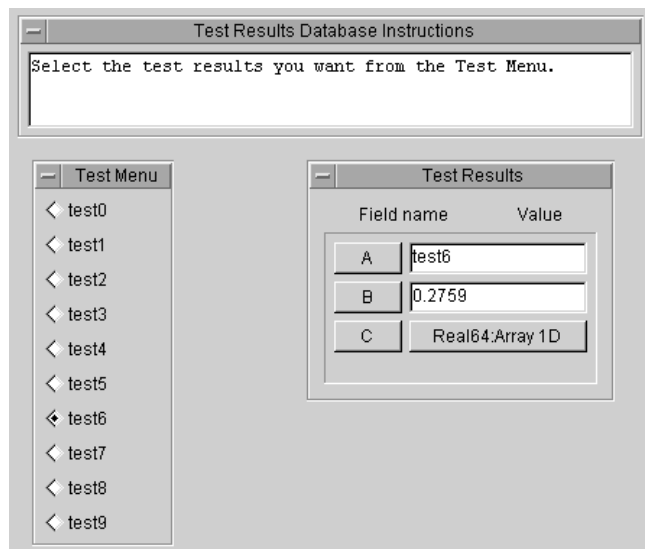 Test Results Database Instructions
Select the test results you want from the Test Menu.
Test Menu
test0
test1
test2
test3
test4
test5
test6
test7
test8
test9
Test Results
Field name Value
A test6
B 0.2759
C Real64:Array 1D